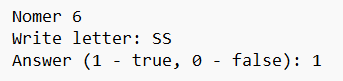 Nomer 6
Write letter: SS
Answer (1 - true, 0 - false): 1